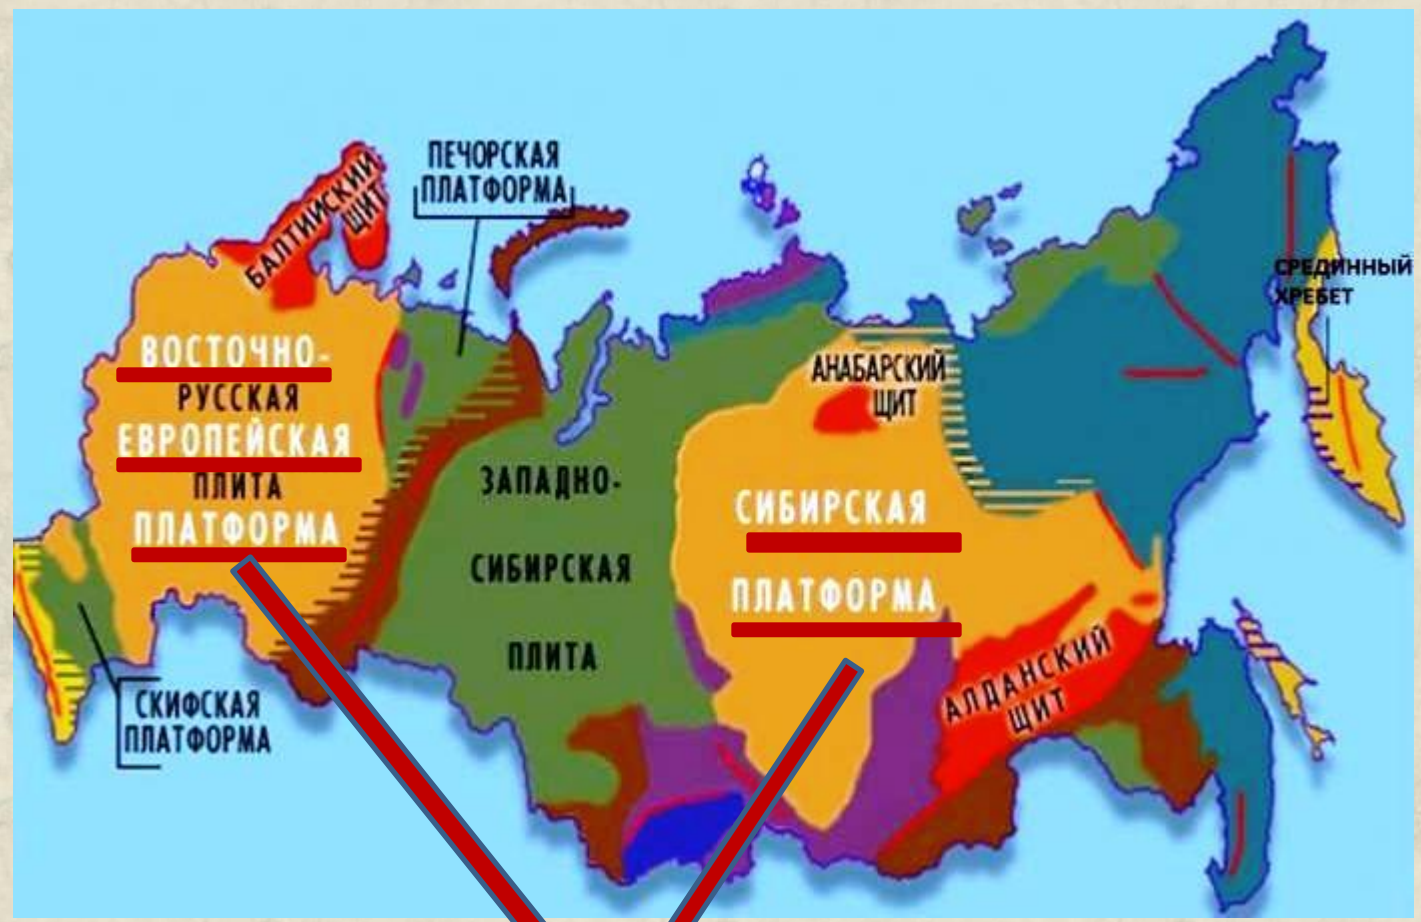 ПЕЧОРСКАЯ
ПЛАТФОРМА
БАЛТИЙСКИЙ
ЩИТ
СРЕДИННЫЙ
ХРЕБЕТ
ВОСТОЧНО-
РУССКАЯ
ЕВРОПЕЙСКАЯ
ПЛИТА
ПЛАТФОРМА
АНАБАРСКИЙ
ЩИТ
ЗАПАДНО-
СИБИРСКАЯ
ПЛИТА
СИБИРСКАЯ
ПЛАТФОРМА
АЛДАНСКИЙ
ЩИТ
СКИФСКАЯ
ПЛАТФОРМА